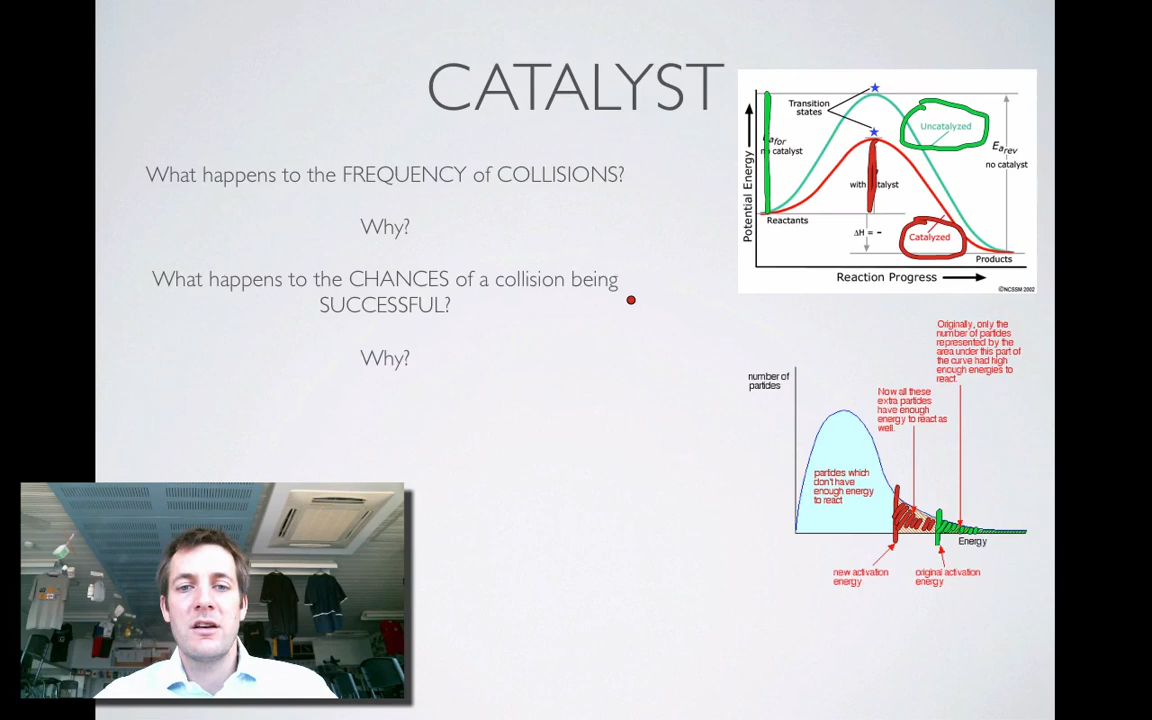 CATALYST
What happens to the FREQUENCY of COLLISIONS?
Why?
What happens to the CHANCES of a collision being
SUCCESSFUL?
Why?
Potential Energy
Transition
states
no catalyst
Uncatalyzed
Ea rev
no catalyst
with
Reactants
ΔH = -
Catalyzed
Products
Reaction Progress
©NCSSM 2002
Originally, only the
number of particles
represented by the
area under this part of
the curve had high
enough energies to
react.
number of
particles
Now all these
extra particles
have enough
energy to react as
well.
particles which
don't have
enough energy
to react
Energy
new activation
energy
original activation
energy